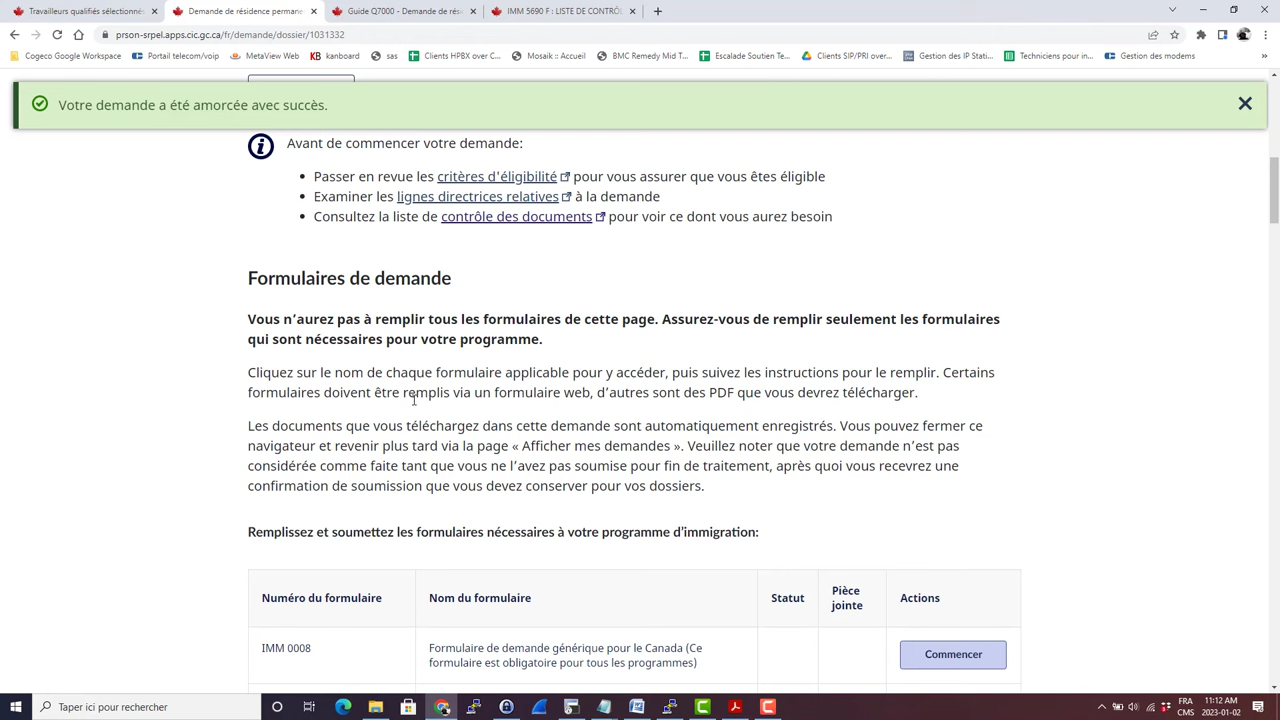 Travailleurs qualifiés sélectionné
Demande de résidence permane
Guide Q7000 - Demande de rési
IMM 5690 F : LISTE DE CONTRÔL
prson-srpel.apps.cic.gc.ca/fr/demande/dossier/1031332
Cogeco Google Workspace
Portail telecom/voip
MetaView Web
KB kanboard
sas
Clients HPBX over C...
Mosaik :: Accueil
BMC Remedy Mid T...
Escalade Soutien Te...
Clients SIP/PRI over...
Gestion des IP Stati...
Techniciens pour in...
Gestion des modems
»
Votre demande a été amorcée avec succès.
Avant de commencer votre demande:
• Passer en revue les critères d'éligibilité pour vous assurer que vous êtes éligible
• Examiner les lignes directrices relatives à la demande
• Consultez la liste de contrôle des documents pour voir ce dont vous aurez besoin
Formulaires de demande
Vous n’aurez pas à remplir tous les formulaires de cette page. Assurez-vous de remplir seulement les formulaires
qui sont nécessaires pour votre programme.
Cliquez sur le nom de chaque formulaire applicable pour y accéder, puis suivez les instructions pour le remplir. Certains
formulaires doivent être remplis via un formulaire web, d’autres sont des PDF que vous devrez télécharger.
Les documents que vous téléchargez dans cette demande sont automatiquement enregistrés. Vous pouvez fermer ce
navigateur et revenir plus tard via la page « Afficher mes demandes ». Veuillez noter que votre demande n’est pas
considérée comme faite tant que vous ne l’avez pas soumise pour fin de traitement, après quoi vous recevrez une
confirmation de soumission que vous devez conserver pour vos dossiers.
Remplissez et soumettez les formulaires nécessaires à votre programme d’immigration:
Numéro du formulaire
Nom du formulaire
Statut
Pièce
jointe
Actions
IMM 0008
Formulaire de demande générique pour le Canada (Ce
formulaire est obligatoire pour tous les programmes)
Commencer
Taper ici pour rechercher
FRA
CMS
11:12 AM
2023-01-02